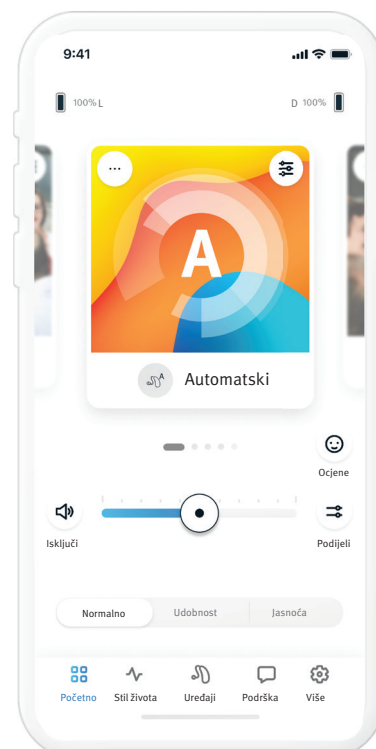 9:41
100% L
D 100%
...
A
A
Automatski
Ocjene
Isključi
Podijeli
Normalno
Udobnost
Jasnoća
Početno
Stil života
Uređaji
Podrška
Više